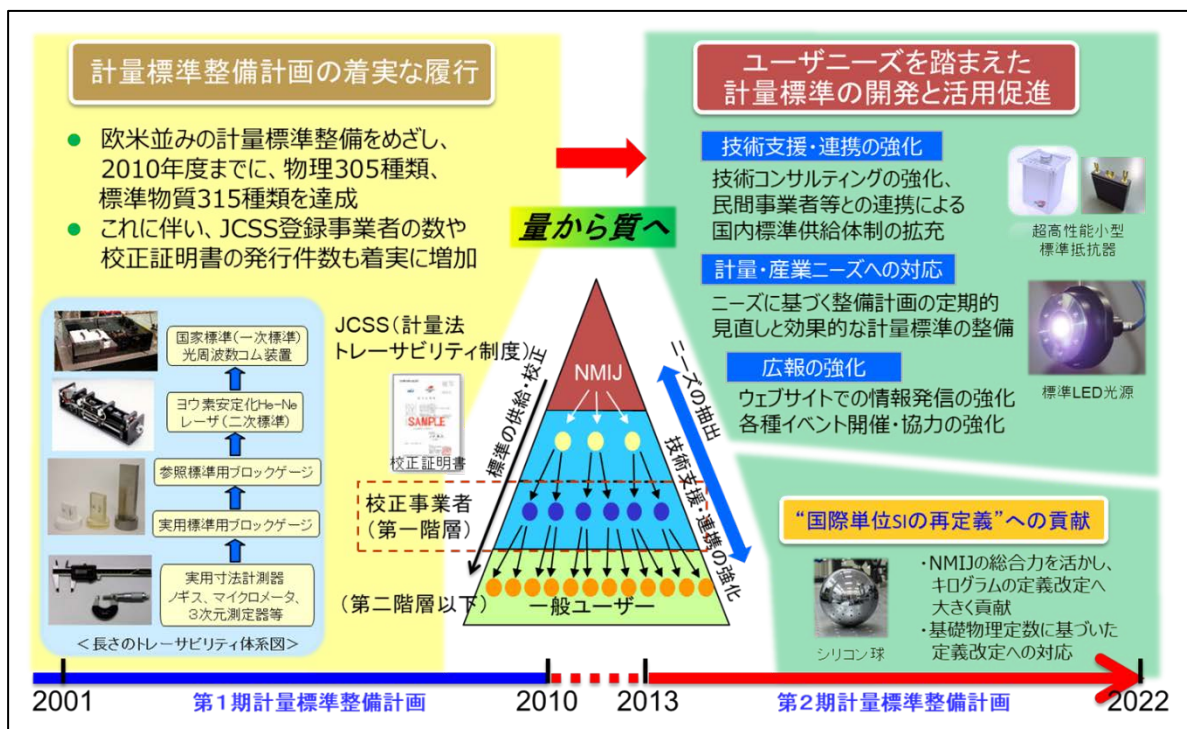 計量標準整備計画の着実な履行
● 欧米並みの計量標準整備をめざし、
2010年度までに、物理305種類、
標準物質315種類を達成
● これに伴い、JCSS登録事業者の数や
校正証明書の発行件数も着実に増加
国家標準(一次標準)
光周波数コム装置
ヨウ素安定化He-Ne
レーザ(二次標準)
参照標準用ブロックゲージ
実用標準用ブロックゲージ
実用寸法計測器
ノギス、マイクロメータ、
3次元測定器等
<長さのトレーサビリティ体系図>
量から質へ
JCSS(計量法
トレーサビリティ制度)
SAMPLE
校正証明書
標準の供給・校正
NMIJ
ニーズの抽出
技術支援・連携の強化
校正事業者
(第一階層)
(第二階層以下)
一般ユーザー
ユーザニーズを踏まえた
計量標準の開発と活用促進
技術支援・連携の強化
技術コンサルティングの強化、
民間事業者等との連携による
国内標準供給体制の拡充
超高性能小型
標準抵抗器
計量・産業ニーズへの対応
ニーズに基づく整備計画の定期的
見直しと効果的な計量標準の整備
標準LED光源
広報の強化
ウェブサイトでの情報発信の強化
各種イベント開催・協力の強化
“国際単位SIの再定義”への貢献
・NMIJの総合力を活かし、
キログラムの定義改定へ
大きく貢献
・基礎物理定数に基づいた
定義改定への対応
シリコン球
2001
第1期計量標準整備計画
2010
2013
第2期計量標準整備計画
2022